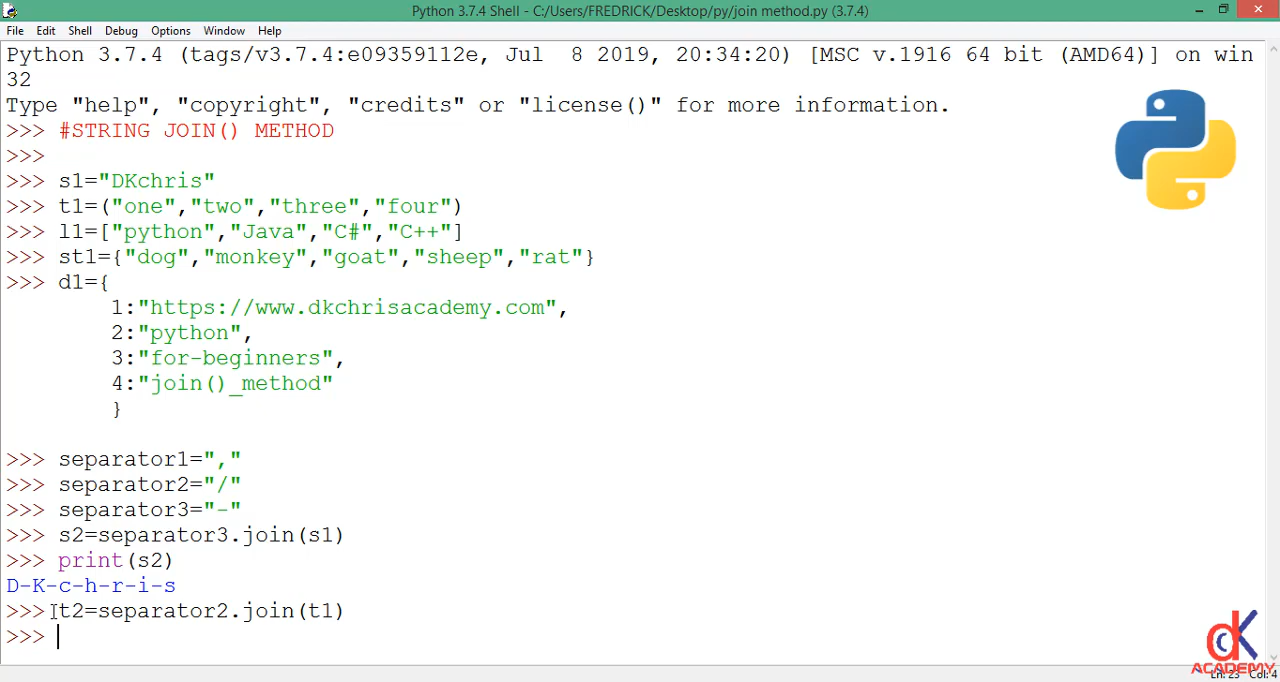 Python 3.7.4 Shell - C:/Users/FREDRICK/Desktop/py/join method.py (3.7.4)
File Edit Shell Debug Options Window Help
Python 3.7.4 (tags/v3.7.4:e09359112e, Jul  8 2019, 20:34:20) [MSC v.1916 64 bit (AMD64)] on win
32
Type "help", "copyright", "credits" or "license()" for more information.
>>> #STRING JOIN() METHOD
>>>
>>> s1="DKchris"
>>> t1=("one","two","three","four")
>>> l1=["python","Java","C#","C++"]
>>> st1={"dog","monkey","goat","sheep","rat"}
>>> d1={
1:"https://www.dkchrisacademy.com",
2:"python",
3:"for-beginners",
4:"join()_method"
}
>>> separator1=","
>>> separator2="/"
>>> separator3="-"
>>> s2=separator3.join(s1)
>>> print(s2)
D-K-c-h-r-i-s
>>> t2=separator2.join(t1)
>>>
dcK
ACADEMY
Ln: 23 Col: 4